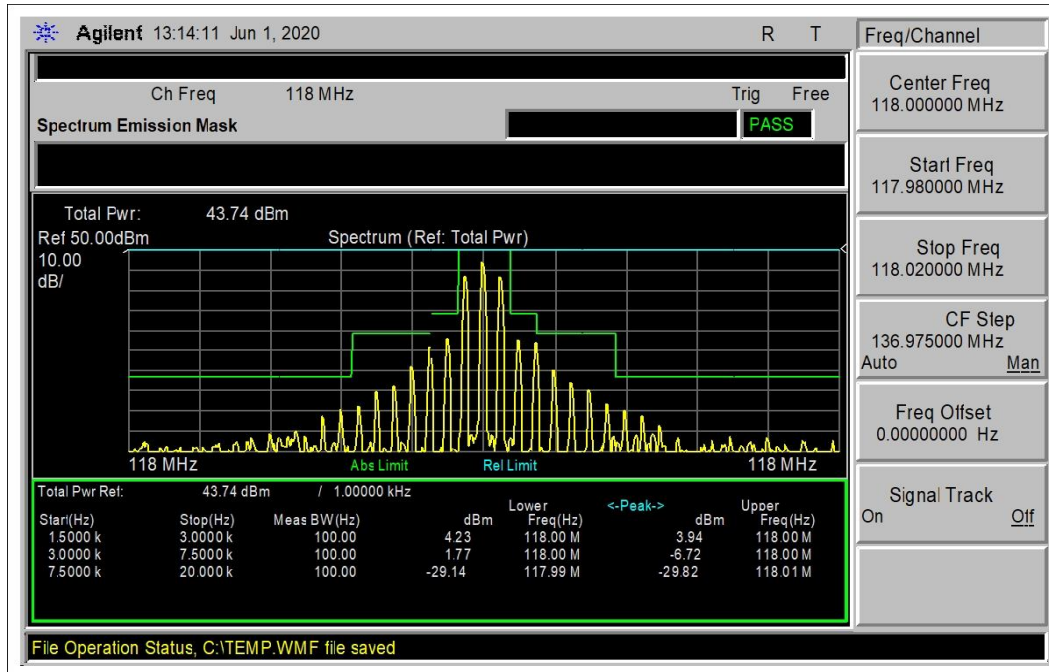 Agilent 13:14:11 Jun 1, 2020 R T
Ch Freq 118 MHz Trig Free
Spectrum Emission Mask PASS
Total Pwr: 43.74 dBm
Ref 50.00dBm Spectrum (Ref: Total Pwr)
10.00
dB/
118 MHz Abs Limit Rel Limit 118 MHz
Total Pwr Ref: 43.74 dBm / 1.00000 kHz
Lower <-Peak-> Upper
Start(Hz) Stop(Hz) Meas BW(Hz) dBm Freq(Hz) dBm Freq(Hz)
1.5000 k 3.0000 k 100.00 4.23 118.00 M 3.94 118.00 M
3.0000 k 7.5000 k 100.00 1.77 118.00 M -6.72 118.00 M
7.5000 k 20.000 k 100.00 -29.14 117.99 M -29.82 118.01 M
File Operation Status, C:\TEMP.WMF file saved
Freq/Channel
Center Freq
118.000000 MHz
Start Freq
117.980000 MHz
Stop Freq
118.020000 MHz
CF Step
136.975000 MHz
Auto Man
Freq Offset
0.00000000 Hz
Signal Track
On Off